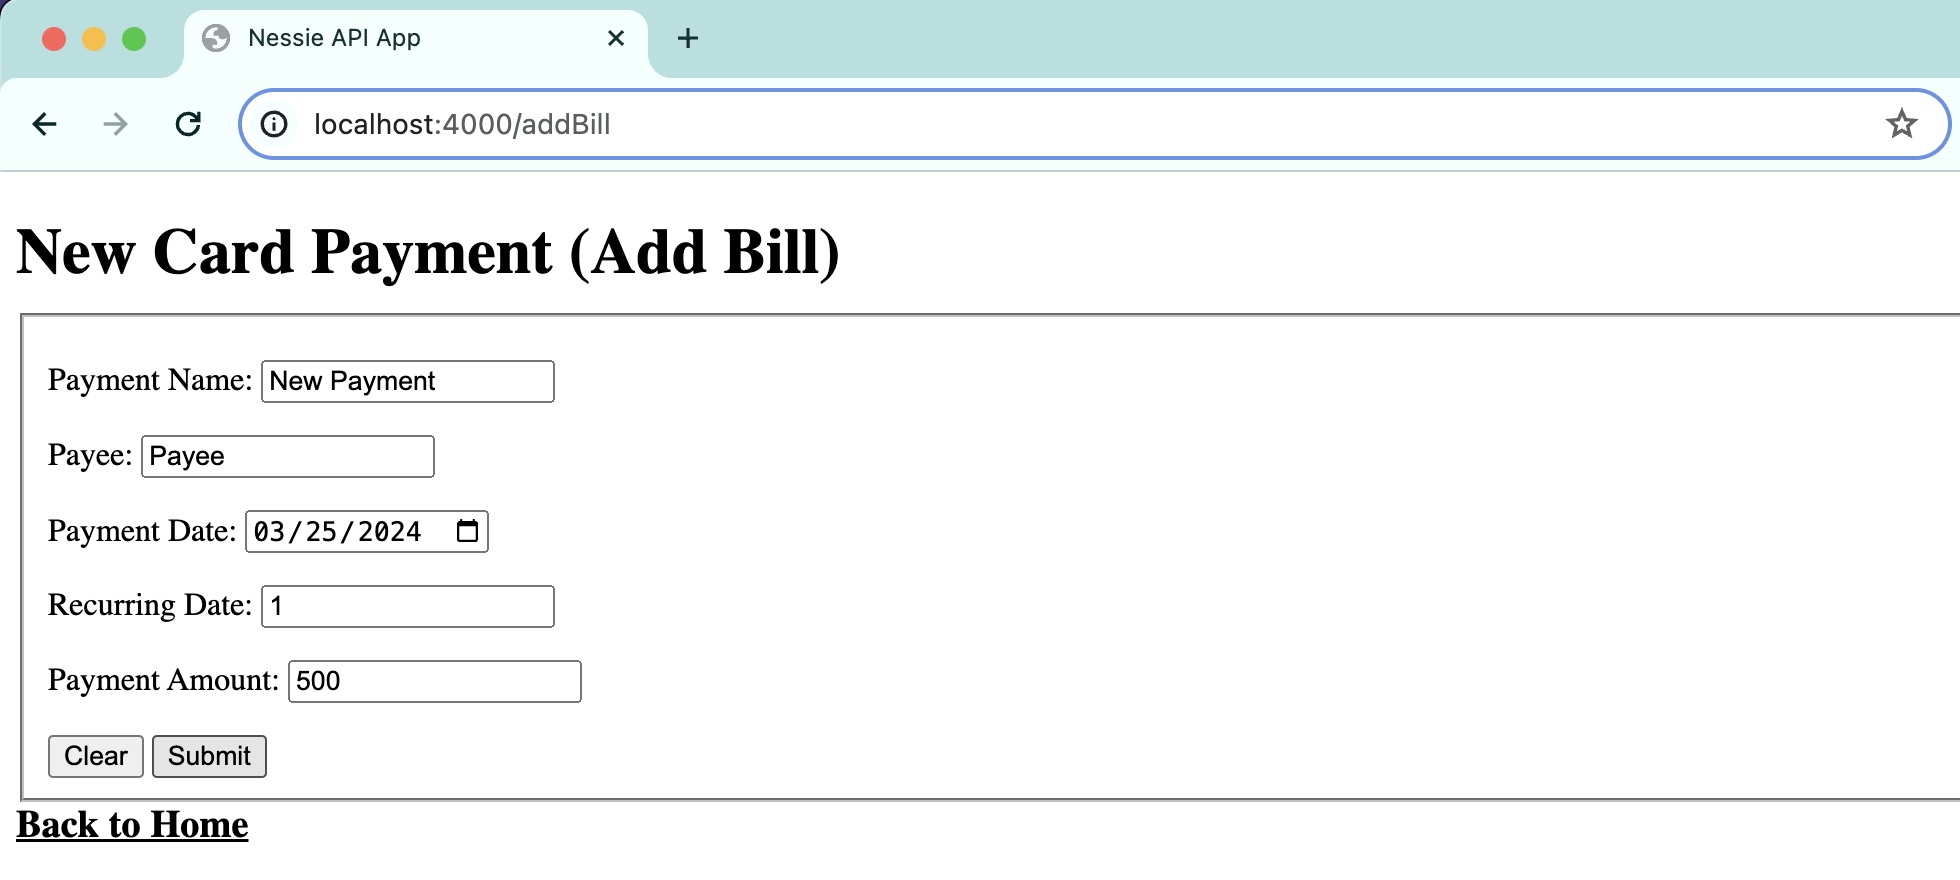 Nessie API App
localhost:4000/addBill
New Card Payment (Add Bill)
Payment Name: New Payment
Payee: Payee
Payment Date: 03/25/2024
Recurring Date: 1
Payment Amount: 500
Clear Submit
Back to Home